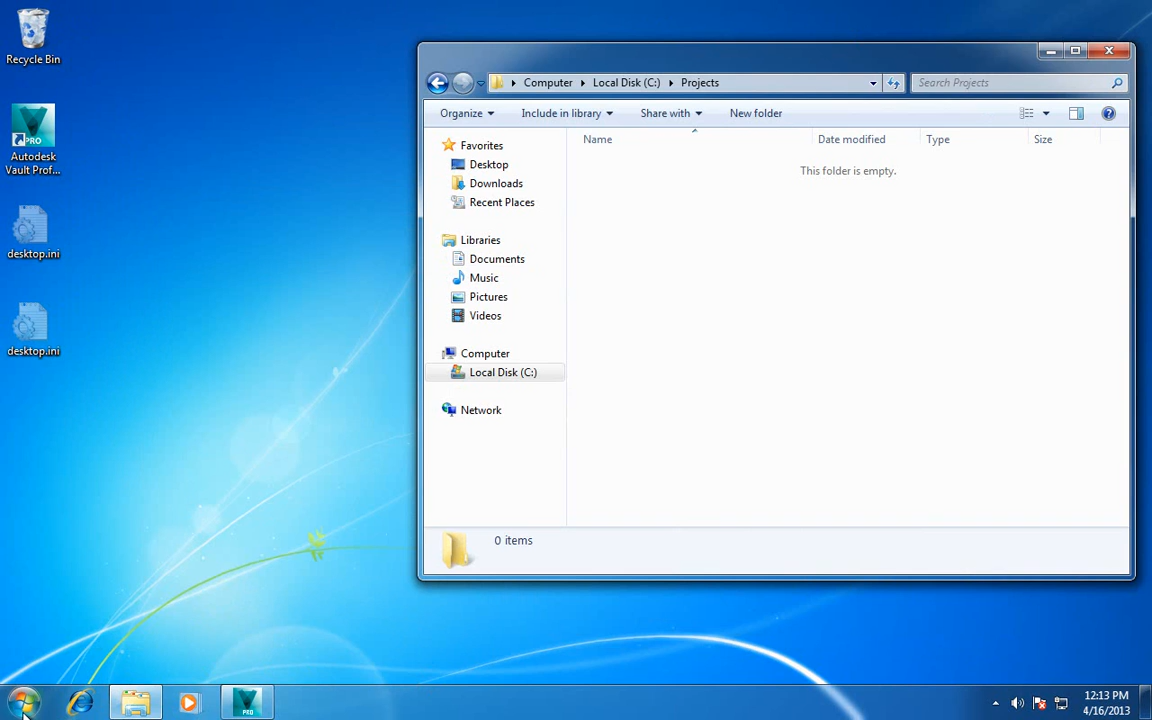 Recycle Bin
PRO
Autodesk
Vault Prof...
desktop.ini
desktop.ini
Computer
Local Disk (C:)
Projects
Search Projects
Organize
Include in library
Share with
New folder
Favorites
Desktop
Downloads
Recent Places
Libraries
Documents
Music
Pictures
Videos
Computer
Local Disk (C:)
Network
Name
Date modified
Type
Size
This folder is empty.
0 items
PRO
12:13 PM
4/16/2013